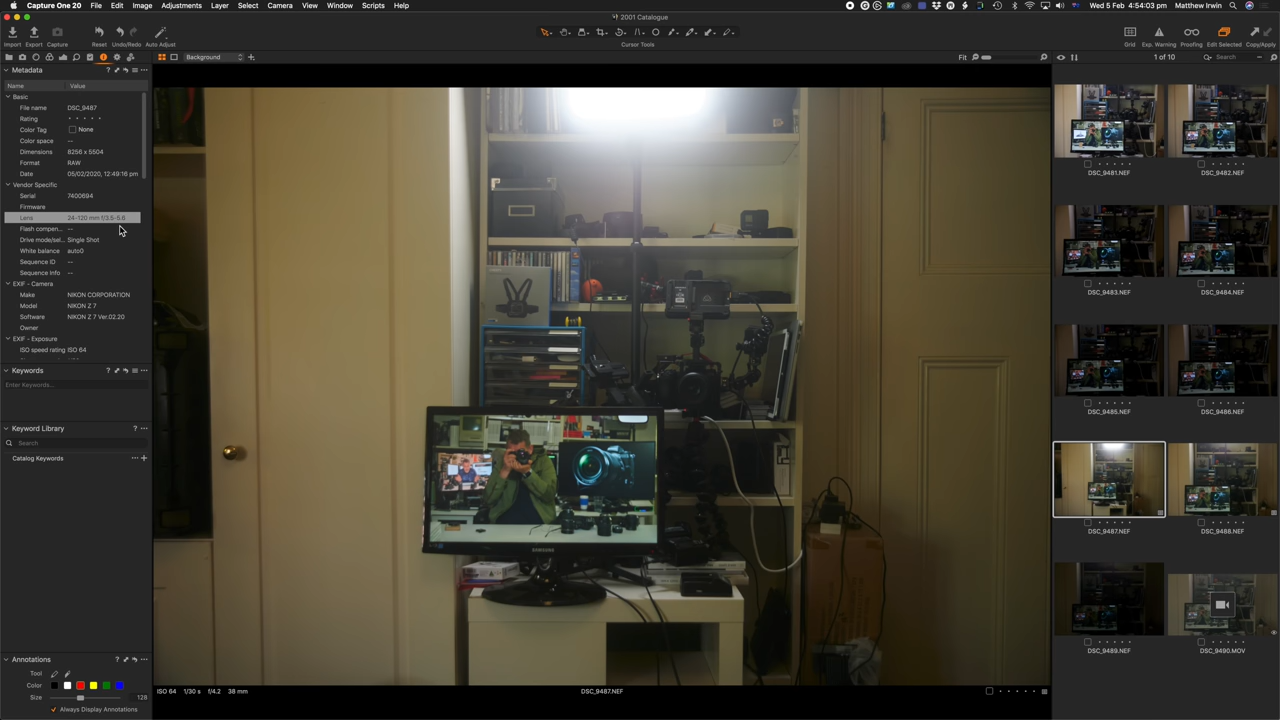 Capture One 20 File Edit Image Adjustments Layer Select Camera View Window Scripts Help
Wed 5 Feb 4:54:03 pm Matthew Irwin
2001 Catalogue
Import Export Capture Reset Undo/Redo Auto Adjust Cursor Tools Grid Exp. Warning Proofing Edit Selected Copy/Apply
Background Fit 1 of 10 Search
Metadata
Name Value
Basic
File name DSC_9487
Rating
Color Tag None
Color space --
Dimensions 8256 x 5504
Format RAW
Date 05/02/2020, 12:49:16 pm
Vendor Specific
Serial 7400694
Firmware
Lens 24-120 mm f/3.5-5.6
Flash compen... --
Drive mode/sel... Single Shot
White balance auto0
Sequence ID --
Sequence Info --
EXIF - Camera
Make NIKON CORPORATION
Model NIKON Z 7
Software NIKON Z 7 Ver.02.20
Owner
EXIF - Exposure
ISO speed rating ISO 64
Keywords
Enter Keywords...
Keyword Library
Search
Catalog Keywords
Annotations
Tool
Color
Size 128
Always Display Annotations
SAMSUNG
ISO 64 1/30 s f/4.2 38 mm DSC_9487.NEF
DSC_9481.NEF DSC_9482.NEF
DSC_9483.NEF DSC_9484.NEF
DSC_9485.NEF DSC_9486.NEF
DSC_9487.NEF DSC_9488.NEF
DSC_9489.NEF DSC_9490.MOV